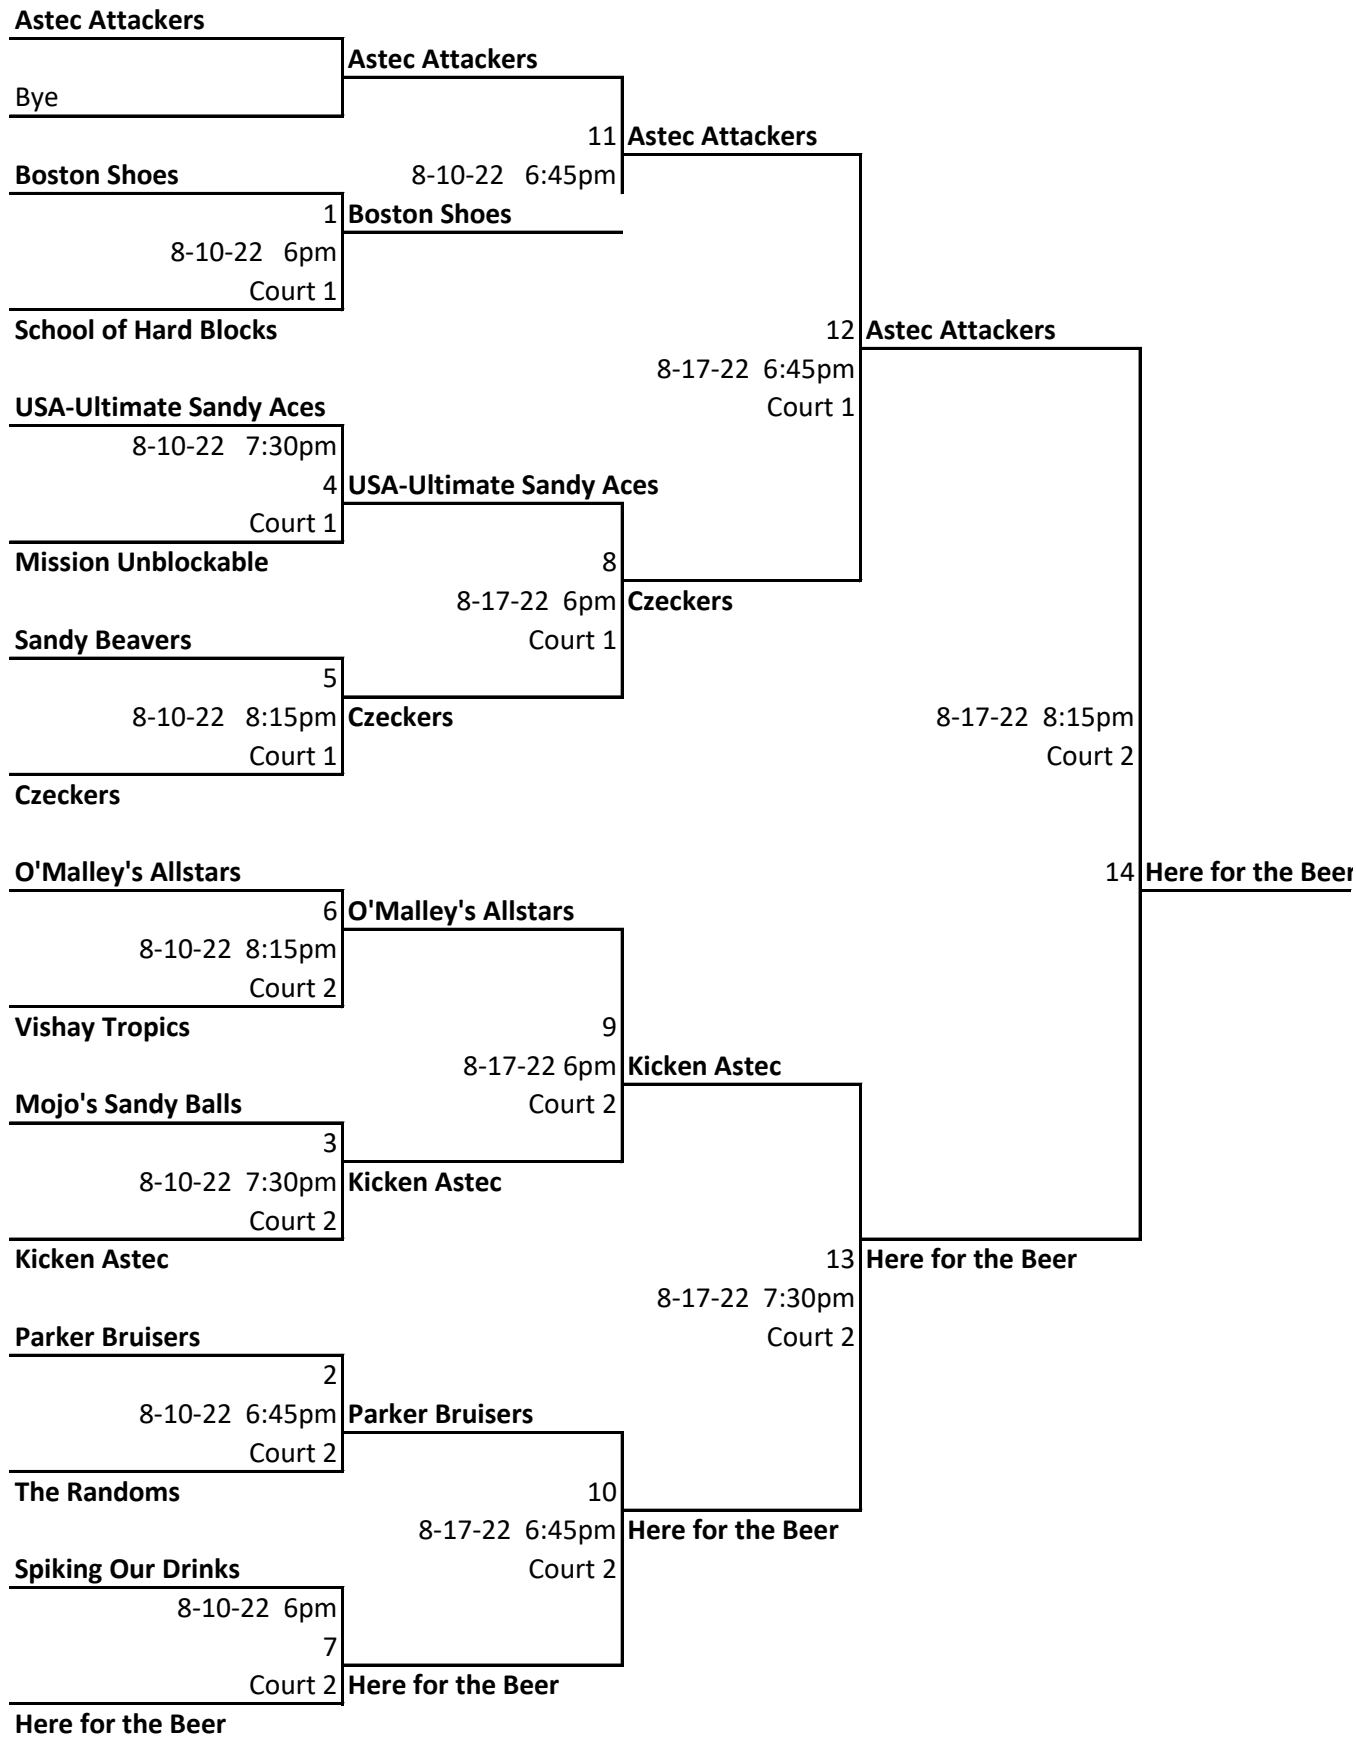 Astec Attackers
Astec Attackers
Bye
11 Astec Attackers
Boston Shoes
8-10-22 6:45pm
1 Boston Shoes
8-10-22 6pm
Court 1
School of Hard Blocks
12 Astec Attackers
8-17-22 6:45pm
USA-Ultimate Sandy Aces
Court 1
8-10-22 7:30pm
4 USA-Ultimate Sandy Aces
Court 1
Mission Unblockable
8
8-17-22 6pm Czeckers
Sandy Beavers
Court 1
5
8-10-22 8:15pm Czeckers
8-17-22 8:15pm
Court 1
Court 2
Czeckers
O'Malley's Allstars
14 Here for the Beer
6 O'Malley's Allstars
8-10-22 8:15pm
Court 2
Vishay Tropics
9
8-17-22 6pm Kicken Astec
Mojo's Sandy Balls
Court 2
3
8-10-22 7:30pm Kicken Astec
Court 2
Kicken Astec
13 Here for the Beer
8-17-22 7:30pm
Parker Bruisers
Court 2
2
8-10-22 6:45pm Parker Bruisers
Court 2
The Randoms
10
8-17-22 6:45pm Here for the Beer
Spiking Our Drinks
Court 2
8-10-22 6pm
7
Court 2 Here for the Beer
Here for the Beer